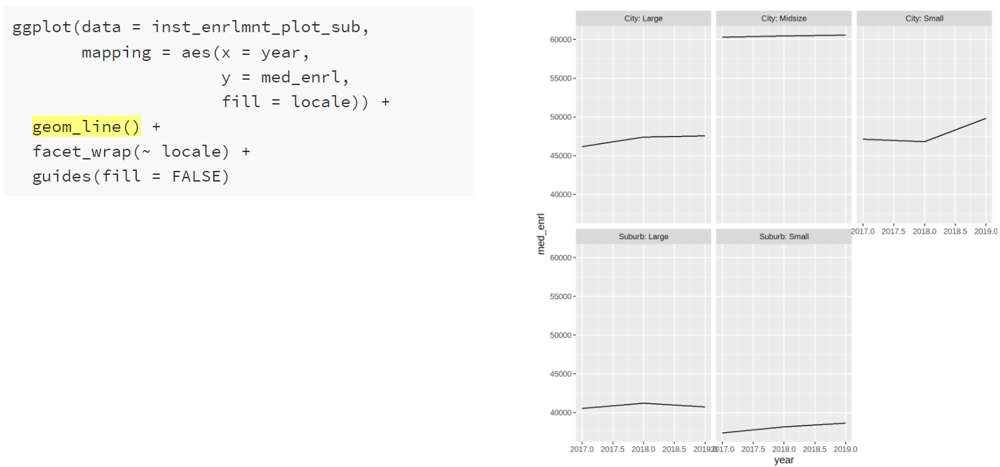 ggplot(data = inst_enrlmnt_plot_sub,
mapping = aes(x = year,
y = med_enrl,
fill = locale)) +
geom_line() +
facet_wrap(~ locale) +
guides(fill = FALSE)
City: Large
City: Midsize
City: Small
60000
55000
50000
45000
40000
2017.0 2017.5 2018.0 2018.5 2019.0
med_enrl
Suburb: Large
Suburb: Small
60000
55000
50000
45000
40000
2017.0 2017.5 2018.0 2018.5 2019.0
2017.0 2017.5 2018.0 2018.5 2019.0
year